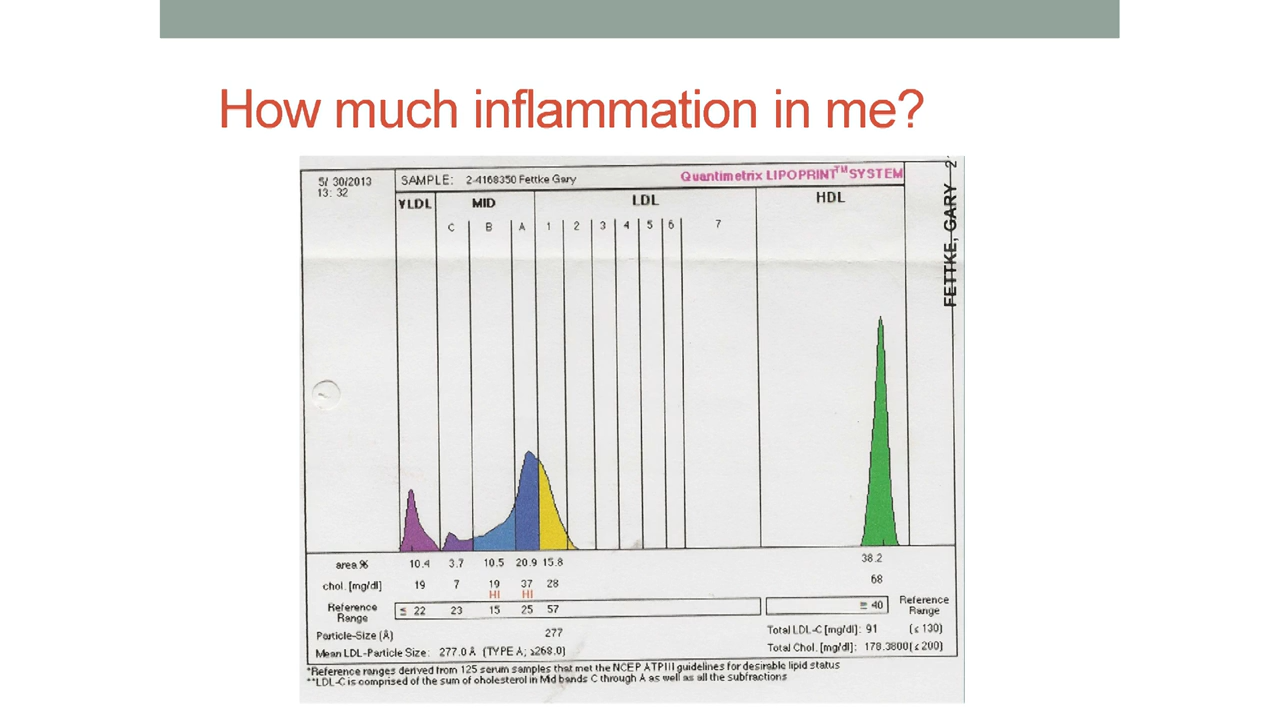 How much inflammation in me?
5/ 30/2013
13: 32
SAMPLE: 2-4168350 Fettke Gary
Quantimetrix LIPOPRINT™ SYSTEM
FETTKE, GARY 2
VLDL MID LDL HDL
C B A 1 2 3 4 5 6 7
area % 10.4 3.7 10.5 20.9 15.8 38.2
chol. [mg/dl] 19 7 19 37 28 68
HI HI
Reference Range ≤ 22 23 15 25 57 ≥ 40 Reference Range
Particle-Size (Å) 277
Total LDL-C [mg/dl]: 91 (≤ 130)
Mean LDL-Particle Size: 277.0 Å (TYPE A; ≥268.0)
Total Chol. [mg/dl]: 178.3800(≤ 200)
*Reference ranges derived from 125 serum samples that met the NCEP ATPIII guidelines for desirable lipid status
**LDL-C is comprised of the sum of cholesterol in Mid bands C through A as well as all the subfractions